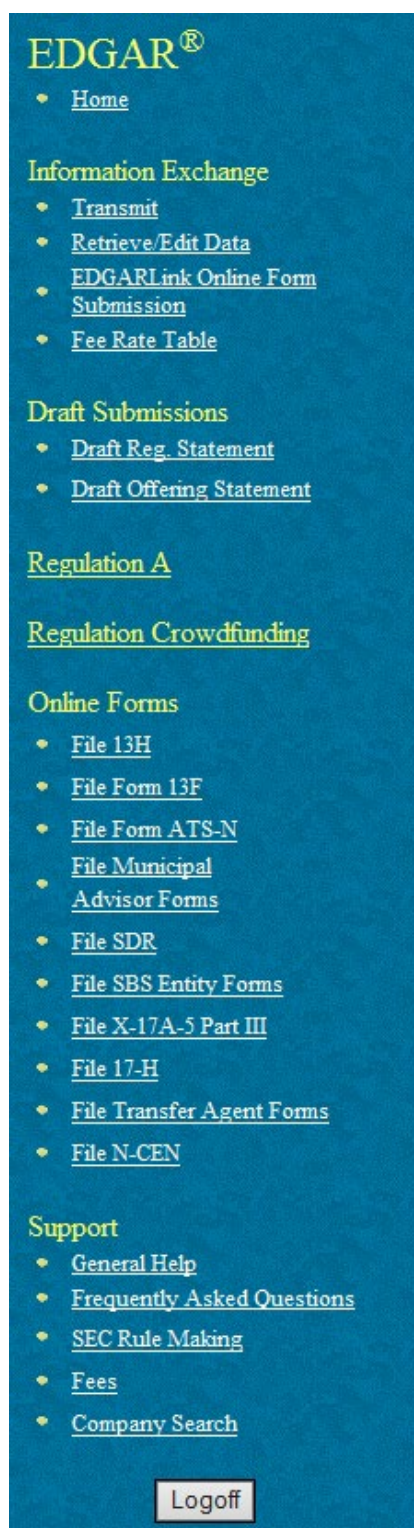 EDGAR®
Home
Information Exchange
Transmit
Retrieve/Edit Data
EDGARLink Online Form
Submission
Fee Rate Table
Draft Submissions
Draft Reg. Statement
Draft Offering Statement
Regulation A
Regulation Crowdfunding
Online Forms
File 13H
File Form 13F
File Form ATS-N
File Municipal
Advisor Forms
File SDR
File SBS Entity Forms
File X-17A-5 Part III
File 17-H
File Transfer Agent Forms
File N-CEN
Support
General Help
Frequently Asked Questions
SEC Rule Making
Fees
Company Search
Logoff